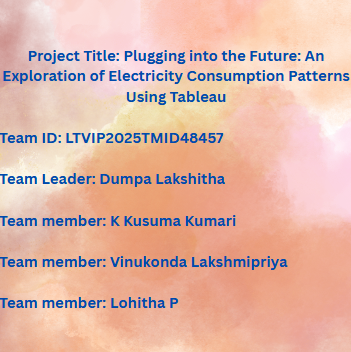 Project Title: Plugging into the Future: An
Exploration of Electricity Consumption Patterns
Using Tableau
Team ID: LTVIP2025TMID48457
Team Leader: Dumpa Lakshitha
Team member: K Kusuma Kumari
Team member: Vinukonda Lakshmipriya
Team member: Lohitha P